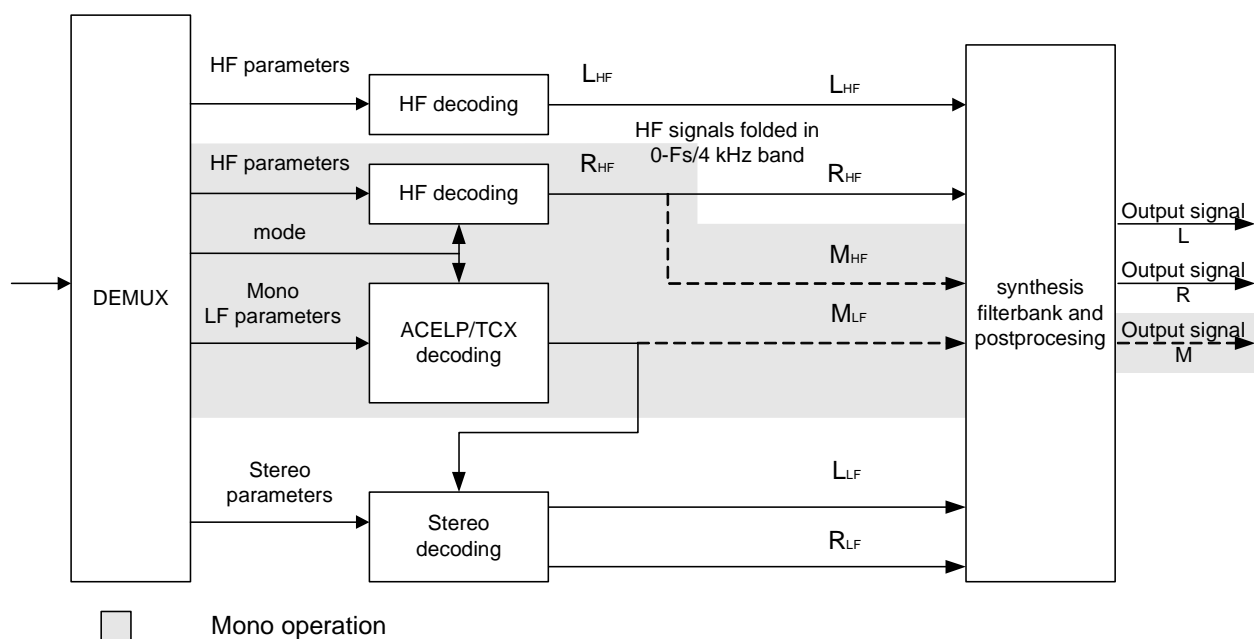 HF parameters
HF decoding
LHF
LHF
HF signals folded in
0-Fs/4 kHz band
HF parameters
HF decoding
RHF
RHF
mode
MHF
DEMUX
Mono
LF parameters
ACELP/TCX
decoding
MLF
synthesis
filterbank and
postprocesing
Output signal
L
Output signal
R
Output signal
M
Stereo
parameters
Stereo
decoding
LLF
RLF
Mono operation